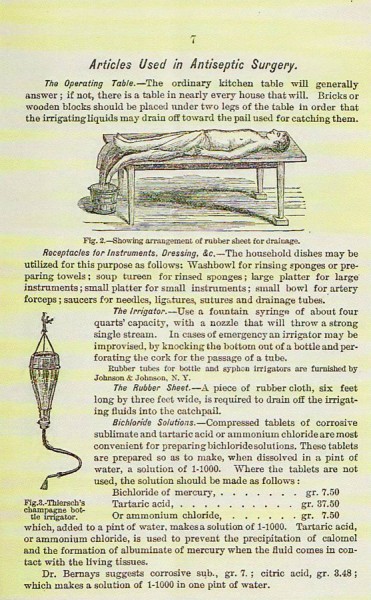 7
Articles Used in Antiseptic Surgery.
The Operating Table.—The ordinary kitchen table will generally
answer; if not, there is a table in nearly every house that will. Bricks or
wooden blocks should be placed under two legs of the table in order that
the irrigating liquids may drain off toward the pail used for catching them.
Fig. 2.—Showing arrangement of rubber sheet for drainage.
Receptacles for Instruments, Dressing, &c.—The household dishes may be
utilized for this purpose as follows: Washbowl for rinsing sponges or pre-
paring towels; soup tureen for rinsed sponges; large platter for large
instruments; small platter for small instruments; small bowl for artery
forceps; saucers for needles, ligatures, sutures and drainage tubes.
The Irrigator.—Use a fountain syringe of about four
quarts' capacity, with a nozzle that will throw a strong
single stream. In cases of emergency an irrigator may be
improvised, by knocking the bottom out of a bottle and per-
forating the cork for the passage of a tube.
Rubber tubes for bottle and syphon irrigators are furnished by
Johnson & Johnson, N. Y.
The Rubber Sheet.—A piece of rubber cloth, six feet
long by three feet wide, is required to drain off the irrigat-
ing fluids into the catchpail.
Bichloride Solutions.—Compressed tablets of corrosive
sublimate and tartaric acid or ammonium chloride are most
convenient for preparing bichloride solutions. These tablets
are prepared so as to make, when dissolved in a pint of
water, a solution of 1-1000. Where the tablets are not
used, the solution should be made as follows:
Bichloride of mercury, . . . . . . . gr. 7.50
Tartaric acid, . . . . . . . . . . gr. 37.50
Or ammonium chloride, . . . . . . gr. 7.50
Fig.3.-Thiersch's
champagne bot-
tle irrigator.
which, added to a pint of water, makes a solution of 1-1000. Tartaric acid,
or ammonium chloride, is used to prevent the precipitation of calomel
and the formation of albuminate of mercury when the fluid comes in con-
tact with the living tissues.
Dr. Bernays suggests corrosive sub., gr. 7.; citric acid, gr. 3.48;
which makes a solution of 1-1000 in one pint of water.